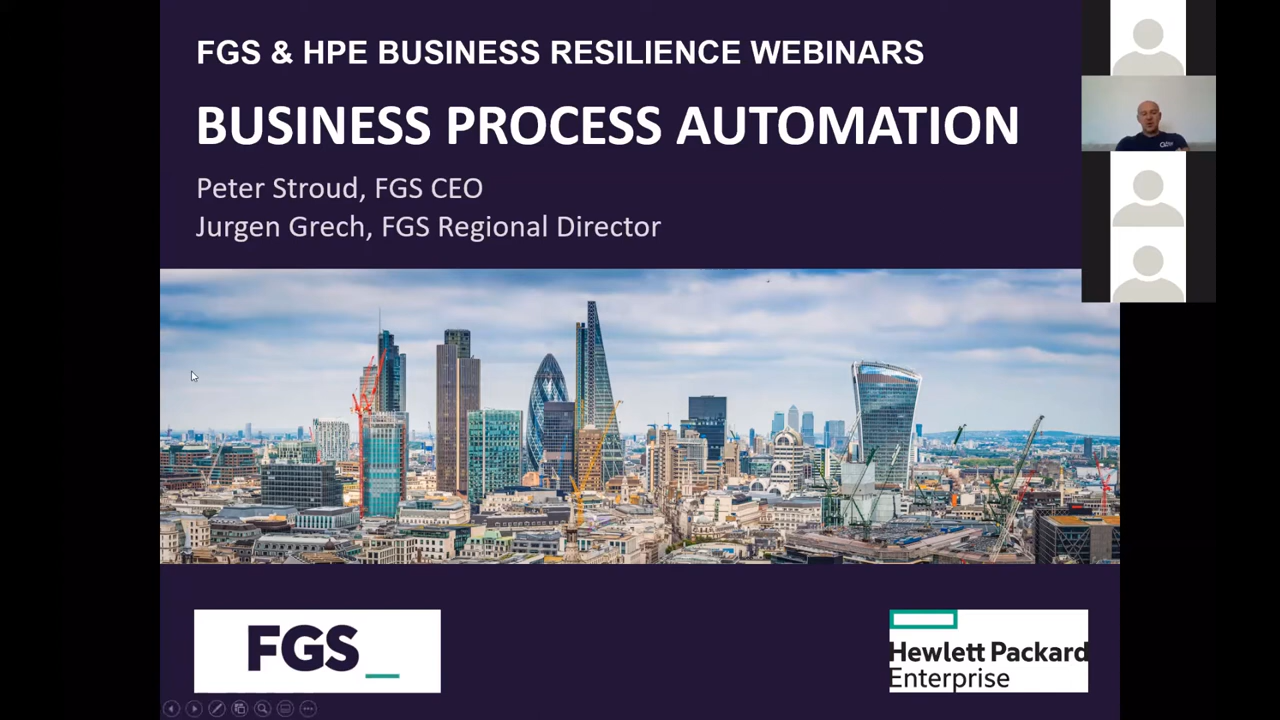 FGS & HPE BUSINESS RESILIENCE WEBINARS
BUSINESS PROCESS AUTOMATION
Peter Stroud, FGS CEO
Jurgen Grech, FGS Regional Director
FGS_
Hewlett Packard
Enterprise